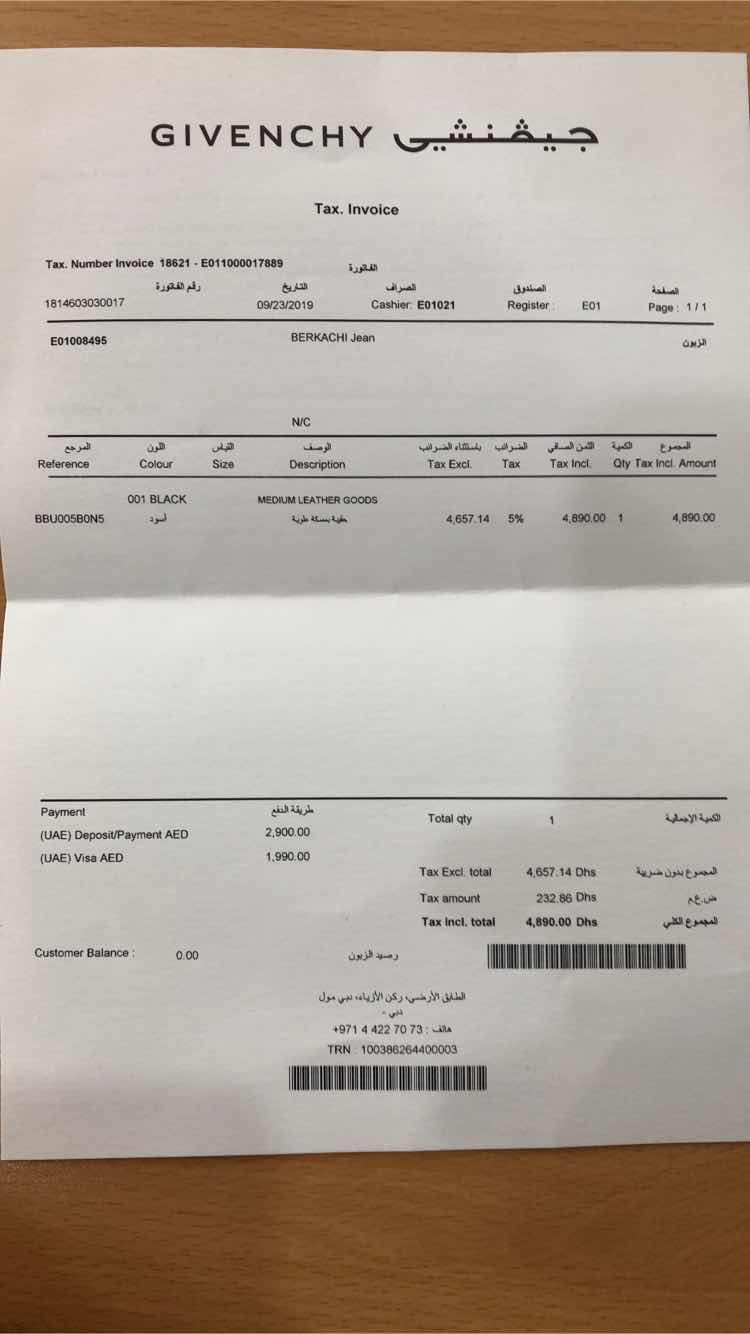 GIVENCHY جيڤنشي
Tax. Invoice
Tax. Number Invoice 18621 - E011000017889 الفاتورة
رقم الفاتورة التاريخ الصراف الصندوق الصفحة
1814603030017 09/23/2019 Cashier: E01021 Register : E01 Page : 1 / 1
E01008495 BERKACHI Jean الزبون
N/C
المرجع اللون القياس الوصف باستثناء الضرائب الضرائب الثمن الصافي الكمية المجموع
Reference Colour Size Description Tax Excl. Tax Tax Incl. Qty Tax Incl. Amount
001 BLACK MEDIUM LEATHER GOODS
BBU005B0N5 أسود حقيبة بمسكة علوية 4,657.14 5% 4,890.00 1 4,890.00
Payment طريقة الدفع Total qty 1 الكمية الإجمالية
(UAE) Deposit/Payment AED 2,900.00
(UAE) Visa AED 1,990.00
Tax Excl. total 4,657.14 Dhs المجموع بدون ضريبة
Tax amount 232.86 Dhs ض.ع.م
Tax Incl. total 4,890.00 Dhs المجموع الكلي
Customer Balance : 0.00 رصيد الزبون
الطابق الأرضي، ركن الأزياء، دبي مول
دبي -
هاتف : +971 4 422 70 73
TRN : 100386264400003